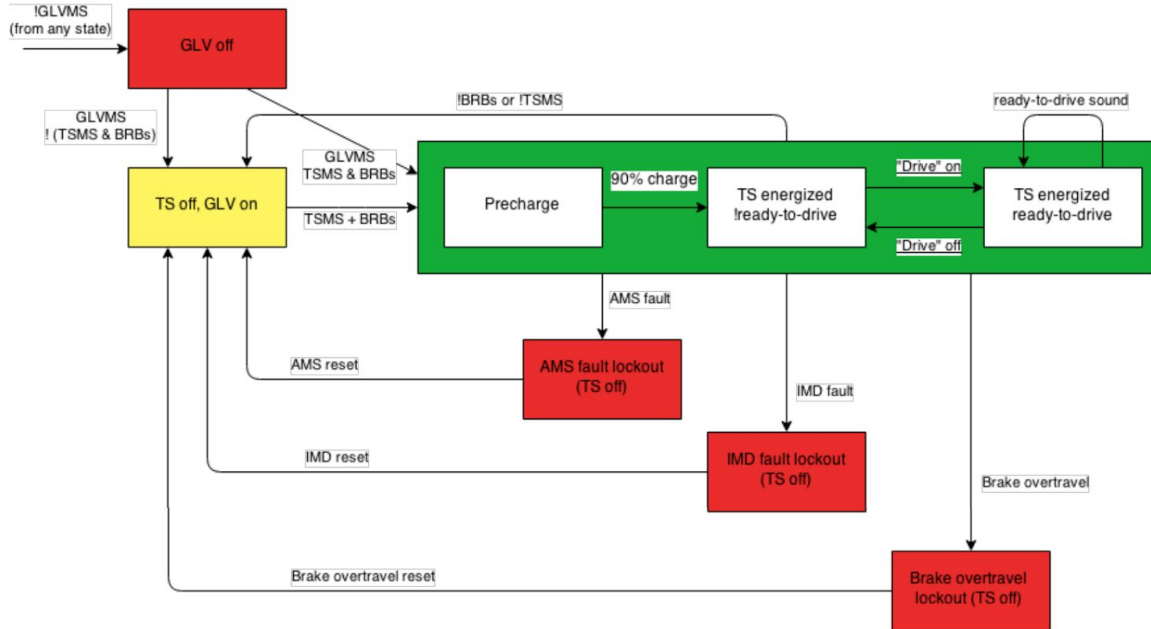 !GLVMS
(from any state)
GLV off
GLVMS
! (TSMS & BRBs)
!BRBs or !TSMS
ready-to-drive sound
GLVMS
TSMS & BRBs
TS off, GLV on
TSMS + BRBs
Precharge
90% charge
TS energized
!ready-to-drive
"Drive" on
"Drive" off
TS energized
ready-to-drive
AMS fault
AMS reset
AMS fault lockout
(TS off)
IMD fault
IMD reset
IMD fault lockout
(TS off)
Brake overtravel
Brake overtravel reset
Brake overtravel
lockout (TS off)